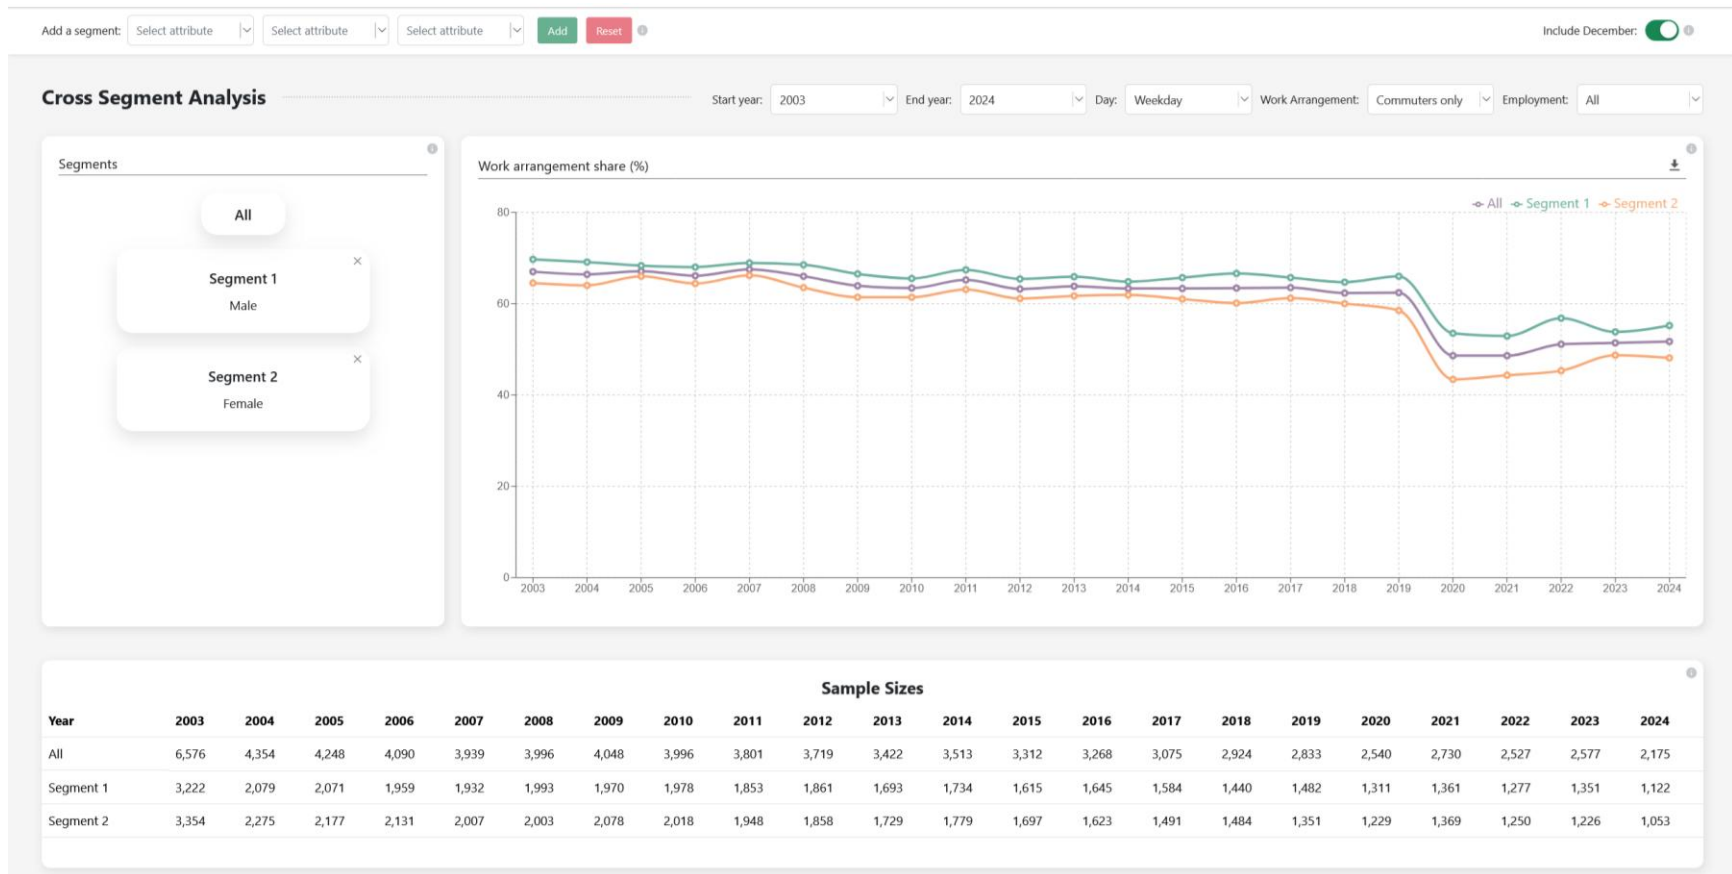 Add a segment: Select attribute Select attribute Select attribute Add Reset Include December:
Cross Segment Analysis Start year: 2003 End year: 2024 Day: Weekday Work Arrangement: Commuters only Employment: All
Segments
All
Segment 1
Male
Segment 2
Female
Work arrangement share (%)
All Segment 1 Segment 2
80
60
40
20
0
2003 2004 2005 2006 2007 2008 2009 2010 2011 2012 2013 2014 2015 2016 2017 2018 2019 2020 2021 2022 2023 2024
Sample Sizes
Year 2003 2004 2005 2006 2007 2008 2009 2010 2011 2012 2013 2014 2015 2016 2017 2018 2019 2020 2021 2022 2023 2024
All 6,576 4,354 4,248 4,090 3,939 3,996 4,048 3,996 3,801 3,719 3,422 3,513 3,312 3,268 3,075 2,924 2,833 2,540 2,730 2,527 2,577 2,175
Segment 1 3,222 2,079 2,071 1,959 1,932 1,993 1,970 1,978 1,853 1,861 1,693 1,734 1,615 1,645 1,584 1,440 1,482 1,311 1,361 1,277 1,351 1,122
Segment 2 3,354 2,275 2,177 2,131 2,007 2,003 2,078 2,018 1,948 1,858 1,729 1,779 1,697 1,623 1,491 1,484 1,351 1,229 1,369 1,250 1,226 1,053